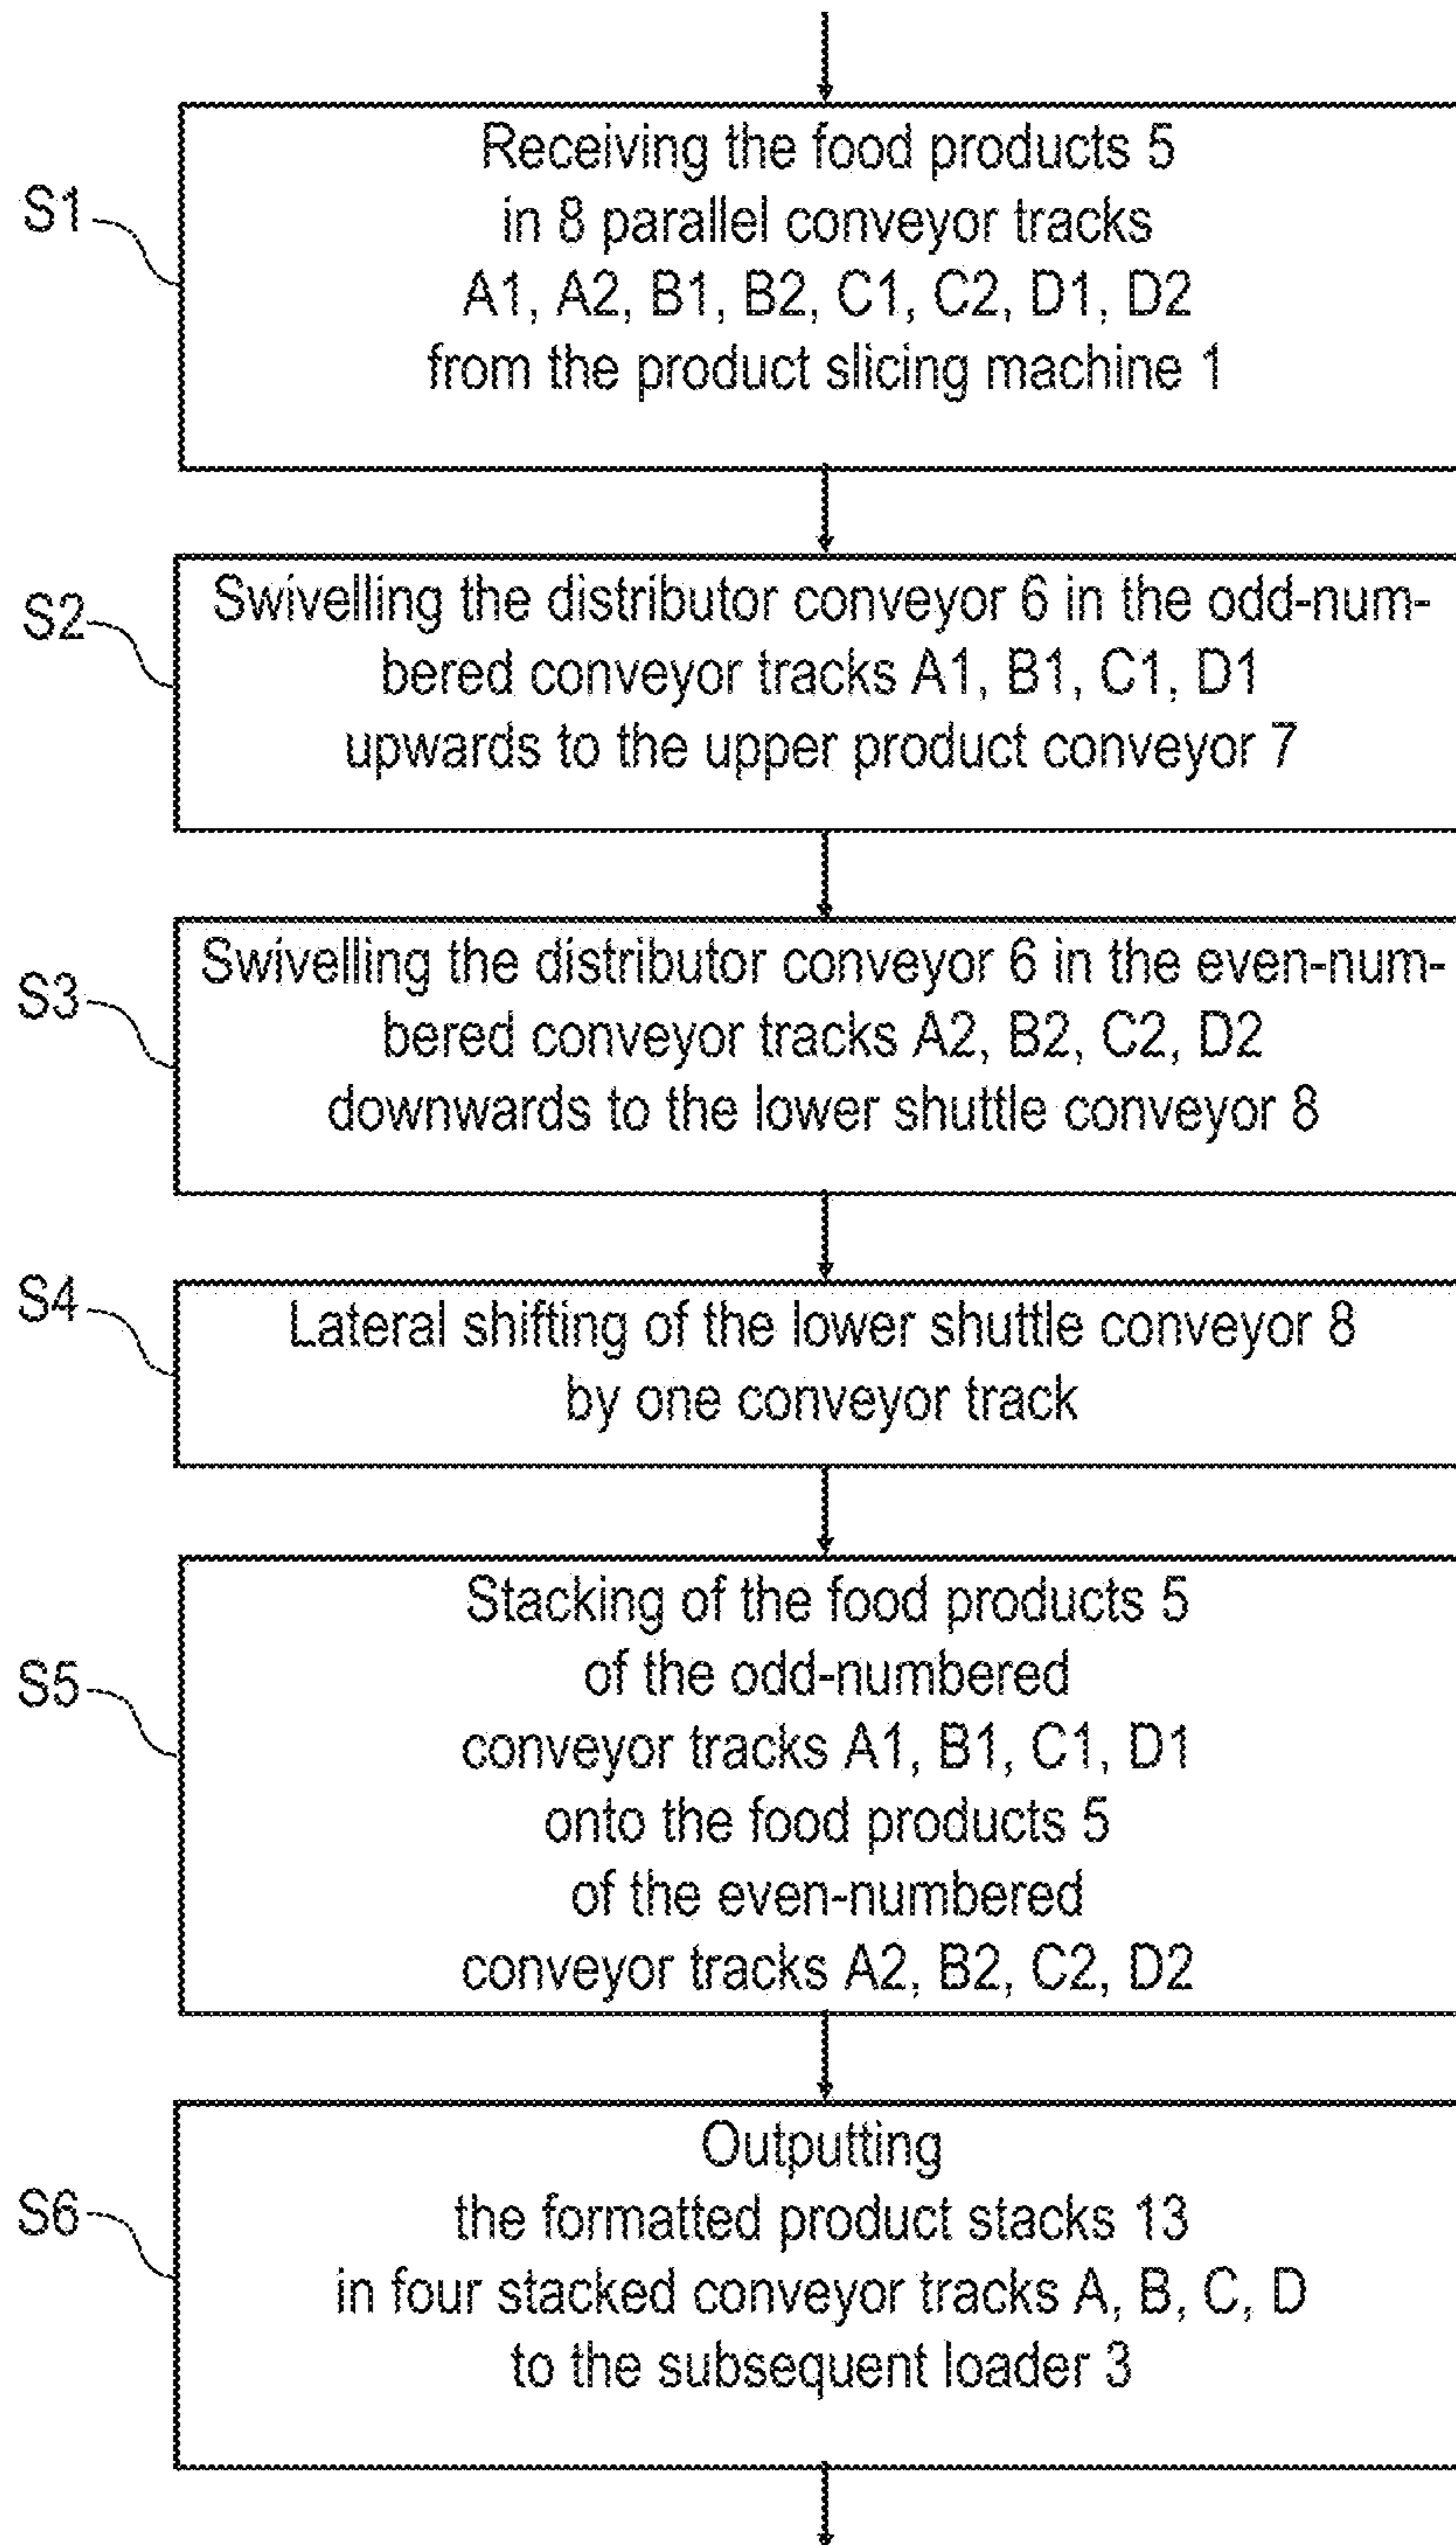 S1
Receiving the food products 5
in 8 parallel conveyor tracks
A1, A2, B1, B2, C1, C2, D1, D2
from the product slicing machine 1
S2
Swivelling the distributor conveyor 6 in the odd-num-
bered conveyor tracks A1, B1, C1, D1
upwards to the upper product conveyor 7
S3
Swivelling the distributor conveyor 6 in the even-num-
bered conveyor tracks A2, B2, C2, D2
downwards to the lower shuttle conveyor 8
S4
Lateral shifting of the lower shuttle conveyor 8
by one conveyor track
S5
Stacking of the food products 5
of the odd-numbered
conveyor tracks A1, B1, C1, D1
onto the food products 5
of the even-numbered
conveyor tracks A2, B2, C2, D2
S6
Outputting
the formatted product stacks 13
in four stacked conveyor tracks A, B, C, D
to the subsequent loader 3